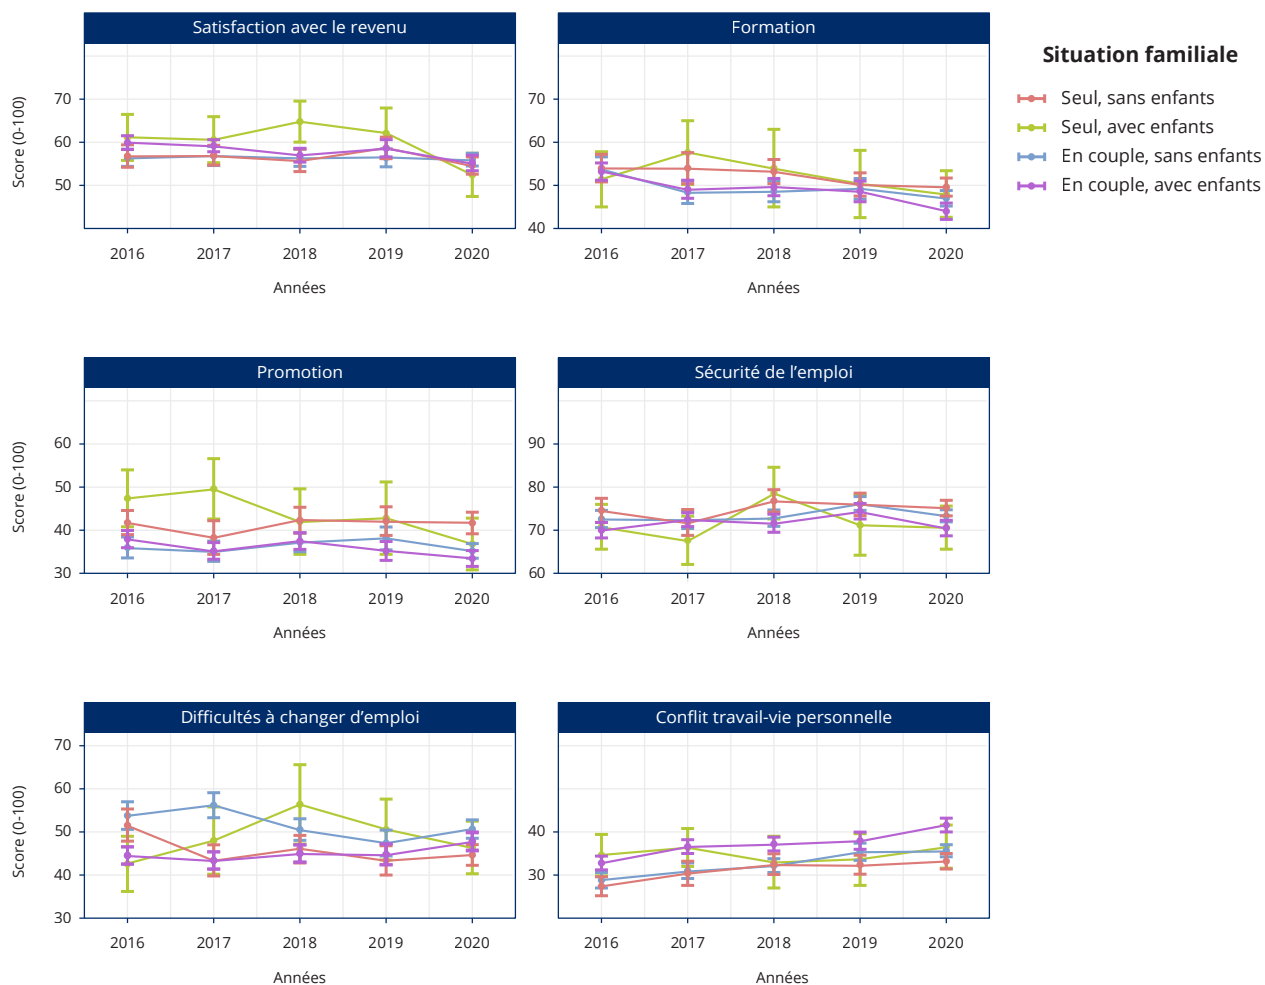 Satisfaction avec le revenu
Formation
Situation familiale
Seul, sans enfants
Seul, avec enfants
En couple, sans enfants
En couple, avec enfants
Score (0-100)
70
60
50
70
60
50
40
2016 2017 2018 2019 2020
2016 2017 2018 2019 2020
Années
Années
Promotion
Sécurité de l’emploi
Score (0-100)
60
50
40
30
90
80
70
60
2016 2017 2018 2019 2020
2016 2017 2018 2019 2020
Années
Années
Difficultés à changer d’emploi
Conflit travail-vie personnelle
Score (0-100)
70
60
50
40
30
40
30
2016 2017 2018 2019 2020
2016 2017 2018 2019 2020
Années
Années